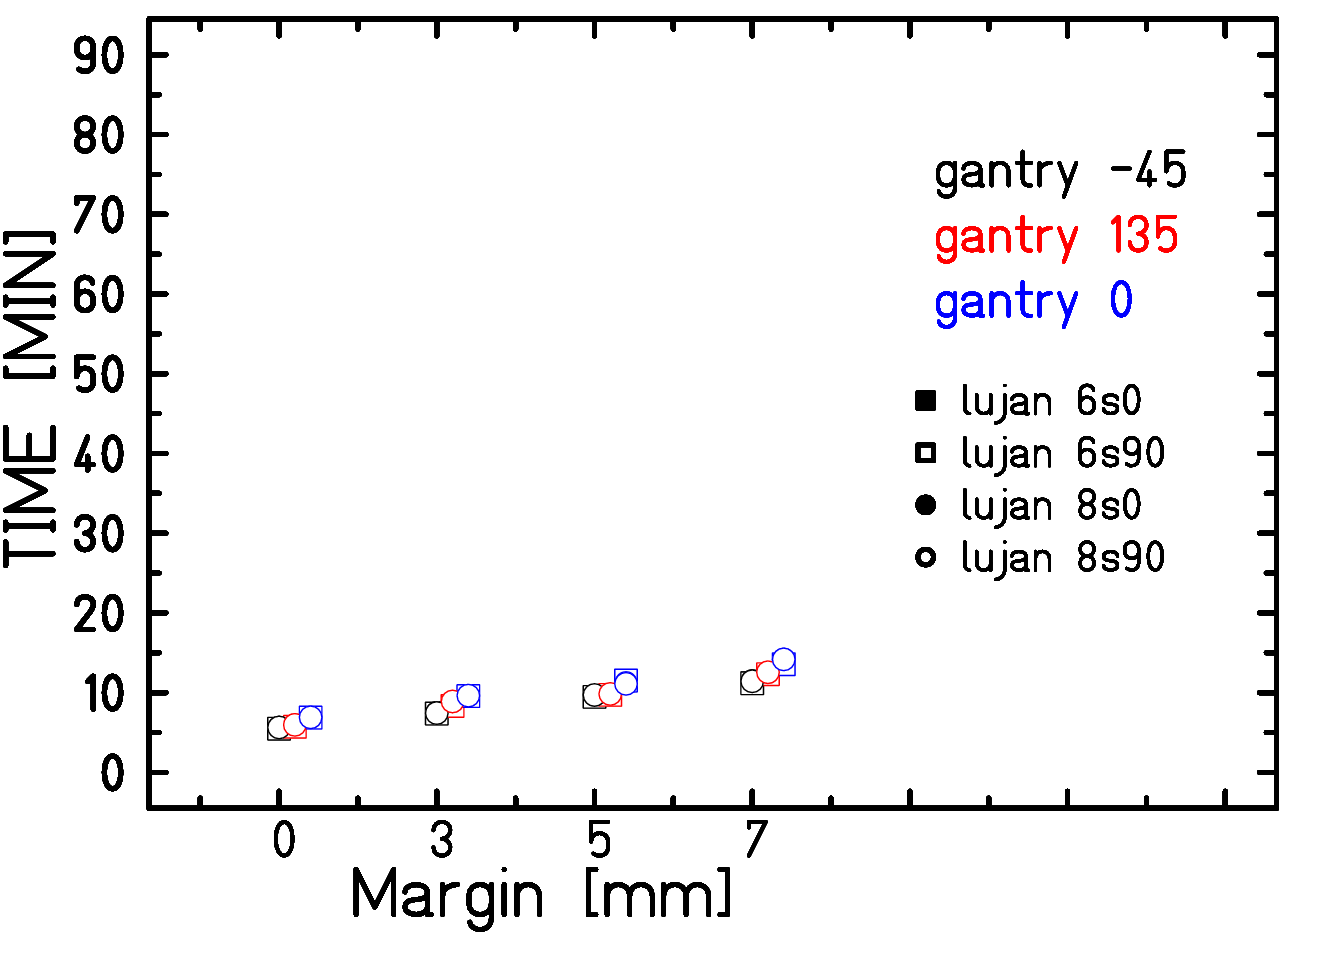 90
80
70
60
50
40
30
20
10
0
TIME [MIN]
gantry -45
gantry 135
gantry 0
lujan 6s0
lujan 6s90
lujan 8s0
lujan 8s90
0 3 5 7
Margin [mm]